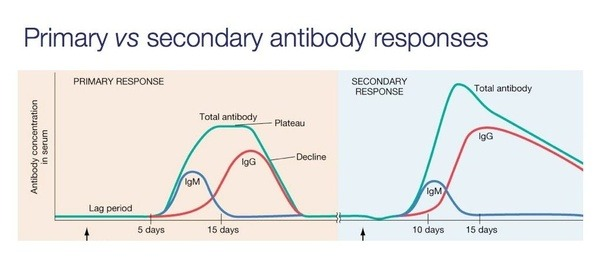 Primary vs secondary antibody responses
PRIMARY RESPONSE
SECONDARY
RESPONSE
Antibody concentration
in serum
Total antibody
Plateau
IgG
Decline
IgM
Lag period
Total antibody
IgG
IgM
5 days
15 days
10 days
15 days